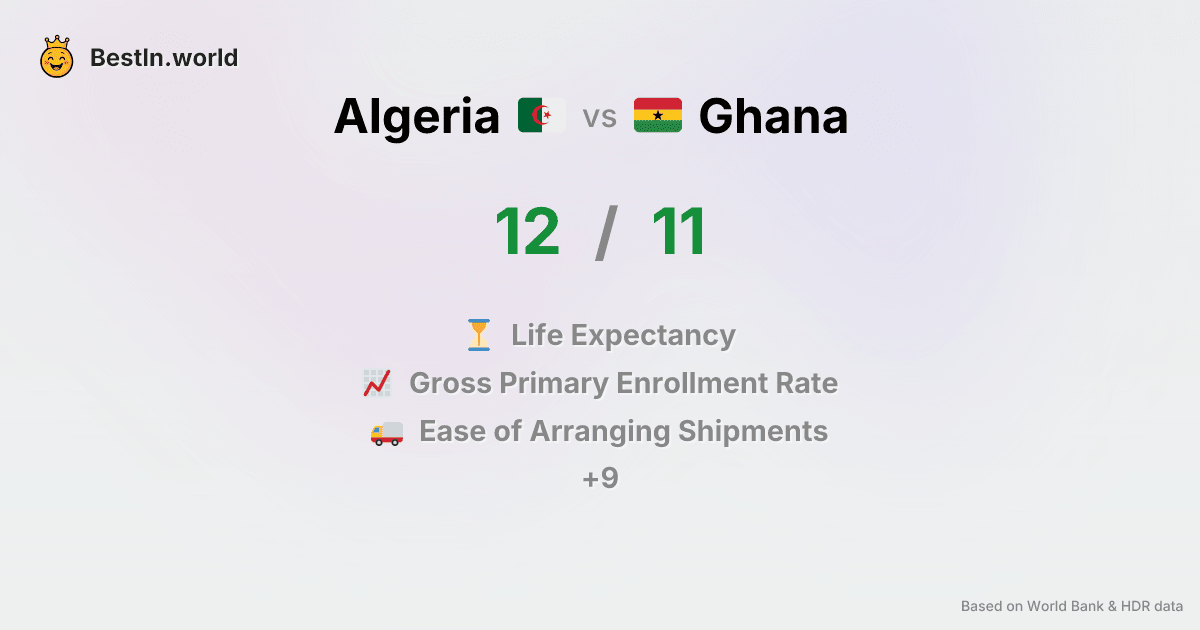 BestIn.world
Algeria vs Ghana
12 / 11
Life Expectancy
Gross Primary Enrollment Rate
Ease of Arranging Shipments
+9
Based on World Bank & HDR data